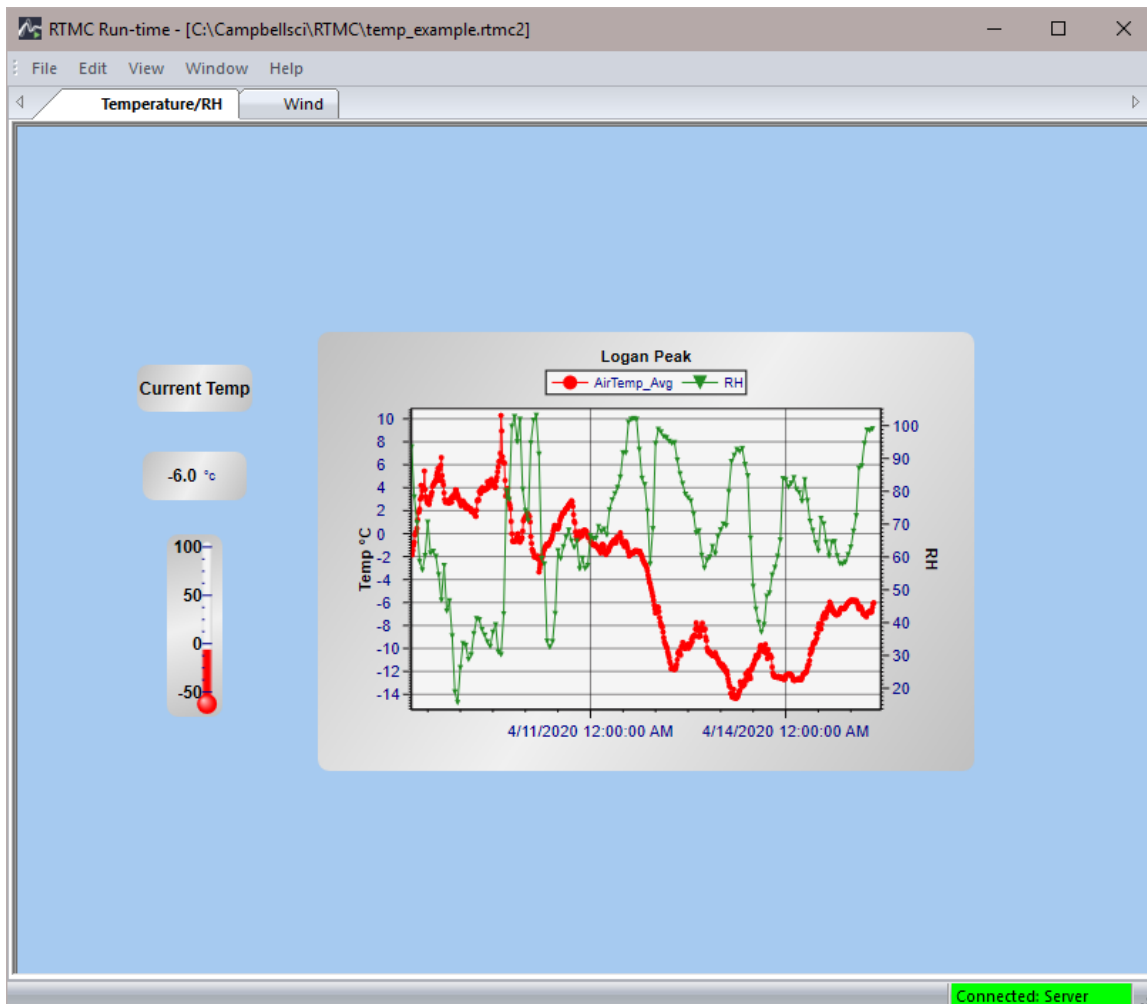 RTMC Run-time - [C:\Campbellsci\RTMC\temp_example.rtmc2]
File Edit View Window Help
Temperature/RH Wind
Current Temp
-6.0 °c
100
50
0
-50
Logan Peak
AirTemp_Avg RH
Temp °C
10
8
6
4
2
0
-2
-4
-6
-8
-10
-12
-14
100
90
80
70
60
50
40
30
20
RH
4/11/2020 12:00:00 AM 4/14/2020 12:00:00 AM
Connected: Server